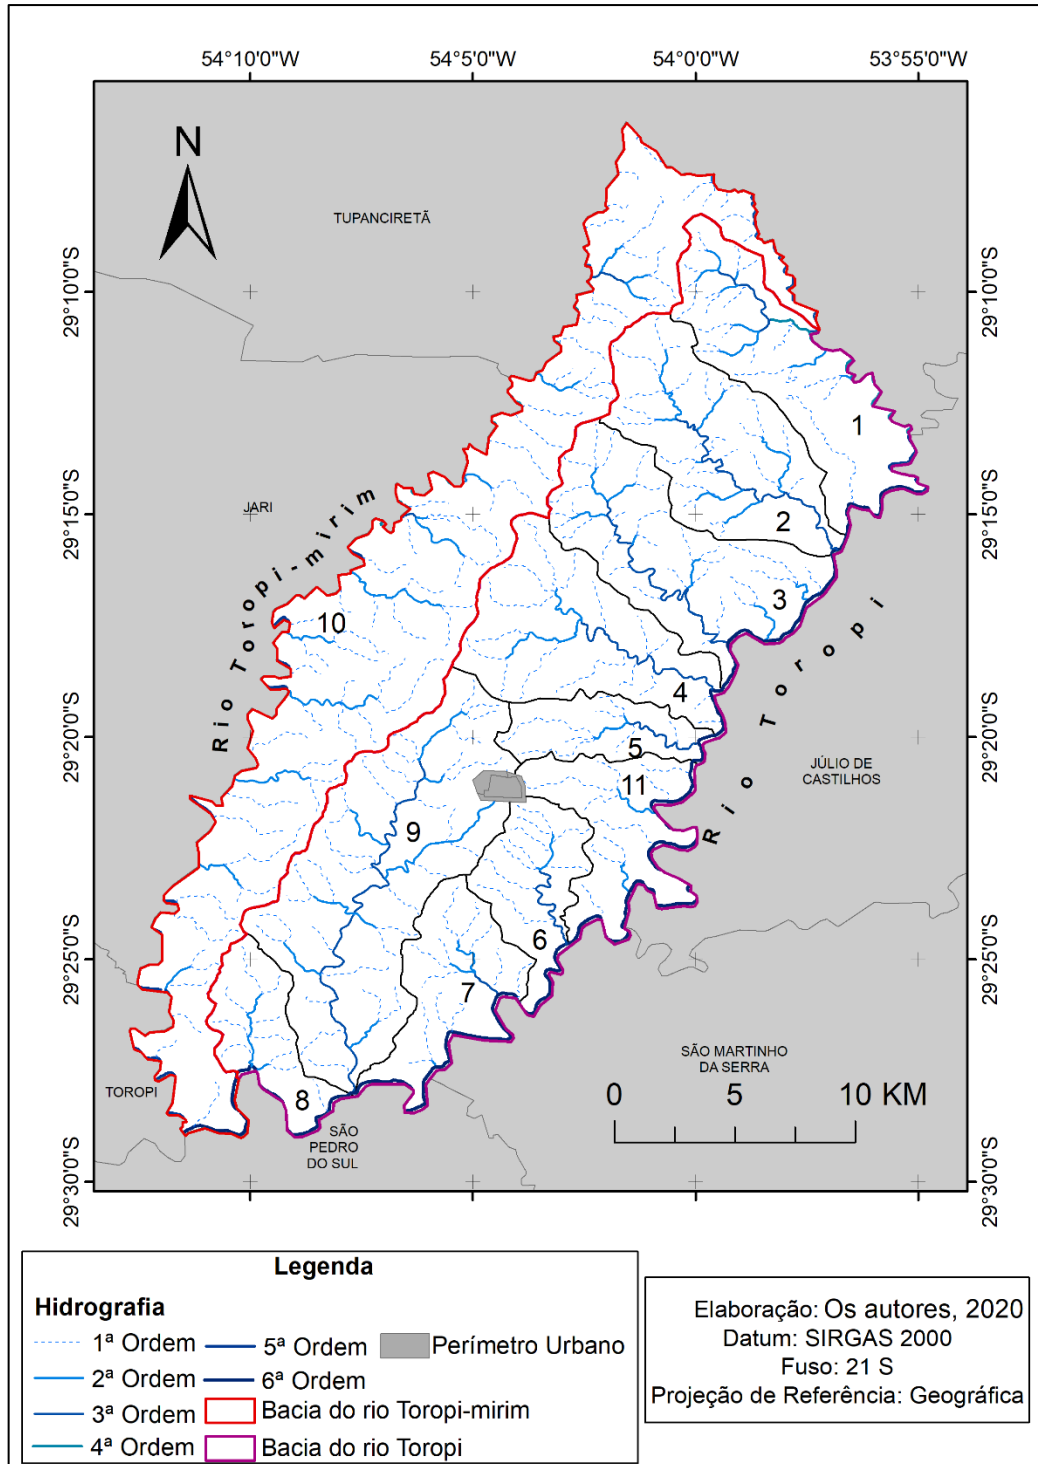 54°10'0"W 54°5'0"W 54°0'0"W 53°55'0"W
N
TUPANCIRETÃ
29°10'0"S 29°10'0"S
1
JARI
29°15'0"S 29°15'0"S
2
Rio Toropi-mirim
3
10
Rio Toropi
4
29°20'0"S 29°20'0"S
5
JÚLIO DE
CASTILHOS
11
9
6
29°25'0"S 29°25'0"S
7
SÃO MARTINHO
DA SERRA
TOROPI
8
0 5 10 KM
SÃO
PEDRO
DO SUL
29°30'0"S 29°30'0"S
Legenda
Hidrografia
1ª Ordem
2ª Ordem
3ª Ordem
4ª Ordem
5ª Ordem
6ª Ordem
Bacia do rio Toropi-mirim
Bacia do rio Toropi
Perímetro Urbano
Elaboração: Os autores, 2020
Datum: SIRGAS 2000
Fuso: 21 S
Projeção de Referência: Geográfica